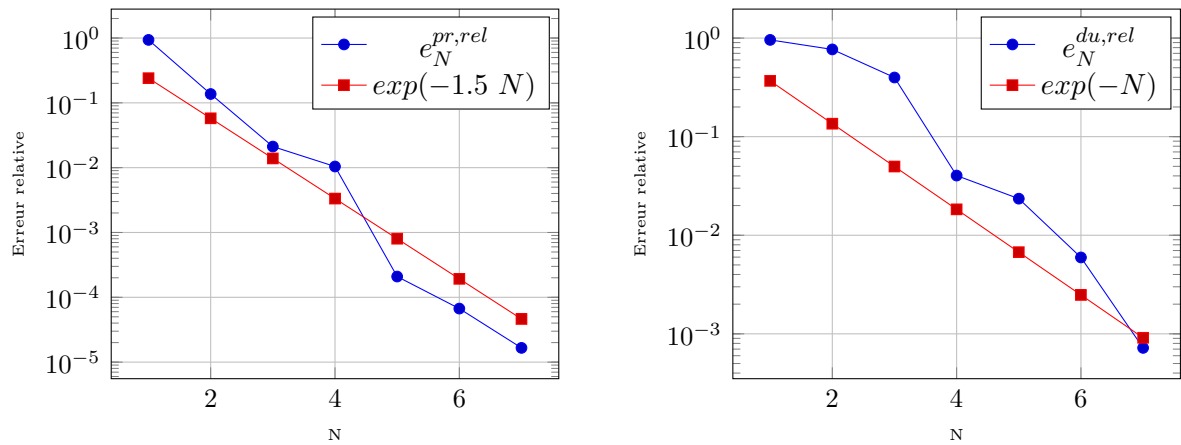 10^0
10^{-1}
10^{-2}
10^{-3}
10^{-4}
10^{-5}
2
4
6
N
Erreur relative
e_N^{pr,rel}
exp(−1.5 N)
10^0
10^{-1}
10^{-2}
10^{-3}
2
4
6
N
Erreur relative
e_N^{du,rel}
exp(−N)